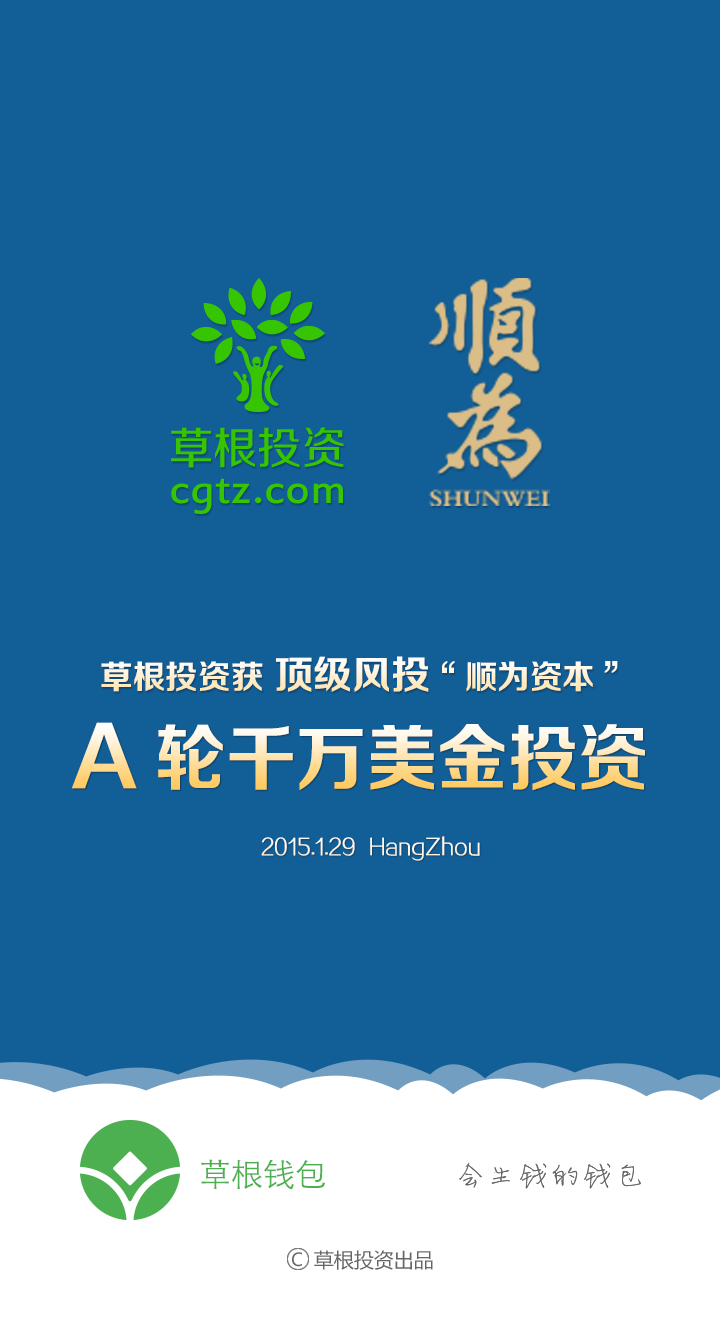 草根投资
cgtz.com
順為
SHUNWEI
草根投资获 顶级风投“顺为资本”
A 轮千万美金投资
2015.1.29 HangZhou
草根钱包
会生钱的钱包
© 草根投资出品